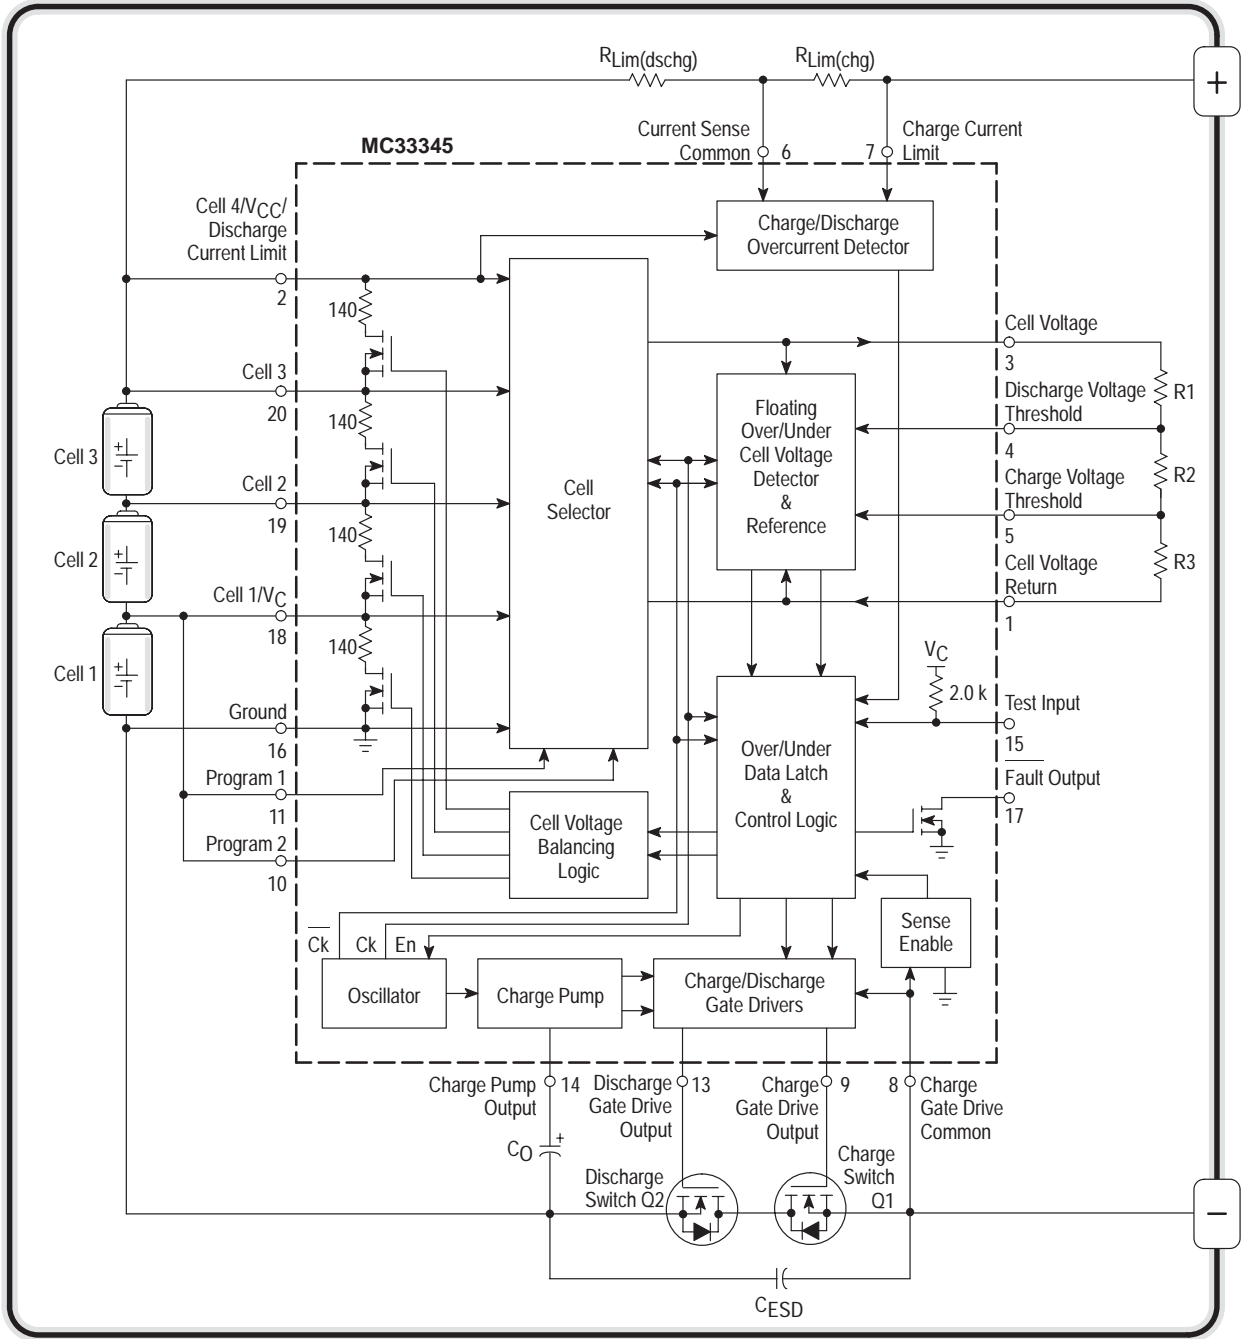 RLim(dschg)
RLim(chg)
+
Current Sense
Common
6
7
Charge Current
Limit
MC33345
Cell 4/VCC/
Discharge
Current Limit
2
Charge/Discharge
Overcurrent Detector
140
Cell Voltage
3
Cell 3
20
Discharge Voltage
Threshold
4
R1
140
Floating
Over/Under
Cell Voltage
Detector
&
Reference
Cell 3
+
−
Cell 2
19
Cell
Selector
Charge Voltage
Threshold
5
R2
140
Cell 2
+
−
Cell Voltage
Return
1
R3
Cell 1/VC
18
140
VC
2.0 k
Cell 1
+
−
Ground
16
Test Input
15
Over/Under
Data Latch
&
Control Logic
Program 1
11
Fault Output
17
Cell Voltage
Balancing
Logic
Program 2
10
Sense
Enable
Ck
Ck
En
Oscillator
Charge Pump
Charge/Discharge
Gate Drivers
Charge Pump
Output
14
Discharge
Gate Drive
Output
13
Charge
Gate Drive
Output
9
8
Charge
Gate Drive
Common
CO
+
Discharge
Switch Q2
Charge
Switch
Q1
−
CESD